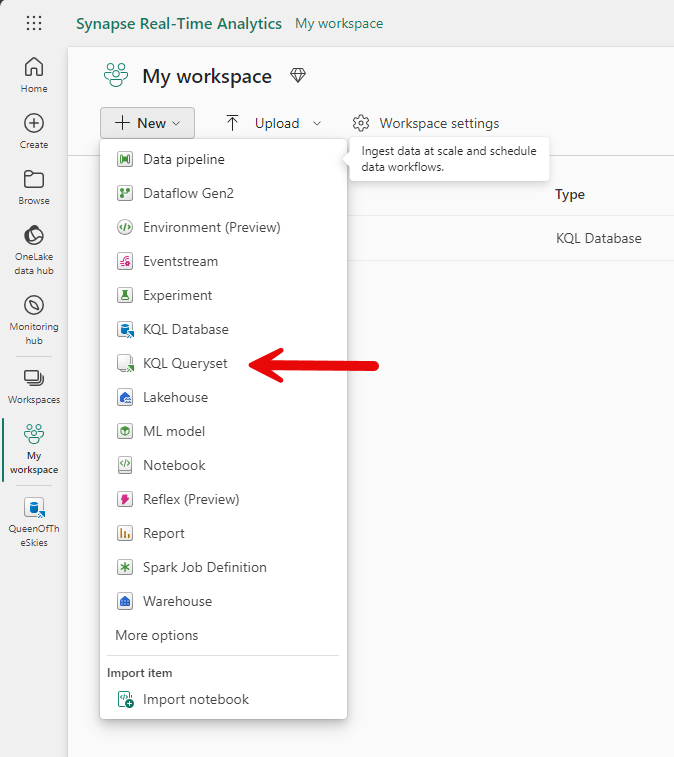 Synapse Real-Time Analytics My workspace
Home
Create
Browse
OneLake
data hub
Monitoring
hub
Workspaces
My
workspace
QueenOfTh
eSkies
My workspace
New Upload Workspace settings
Data pipeline
Ingest data at scale and schedule
data workflows.
Dataflow Gen2
Type
Environment (Preview)
KQL Database
Eventstream
Experiment
KQL Database
KQL Queryset
Lakehouse
ML model
Notebook
Reflex (Preview)
Report
Spark Job Definition
Warehouse
More options
Import item
Import notebook